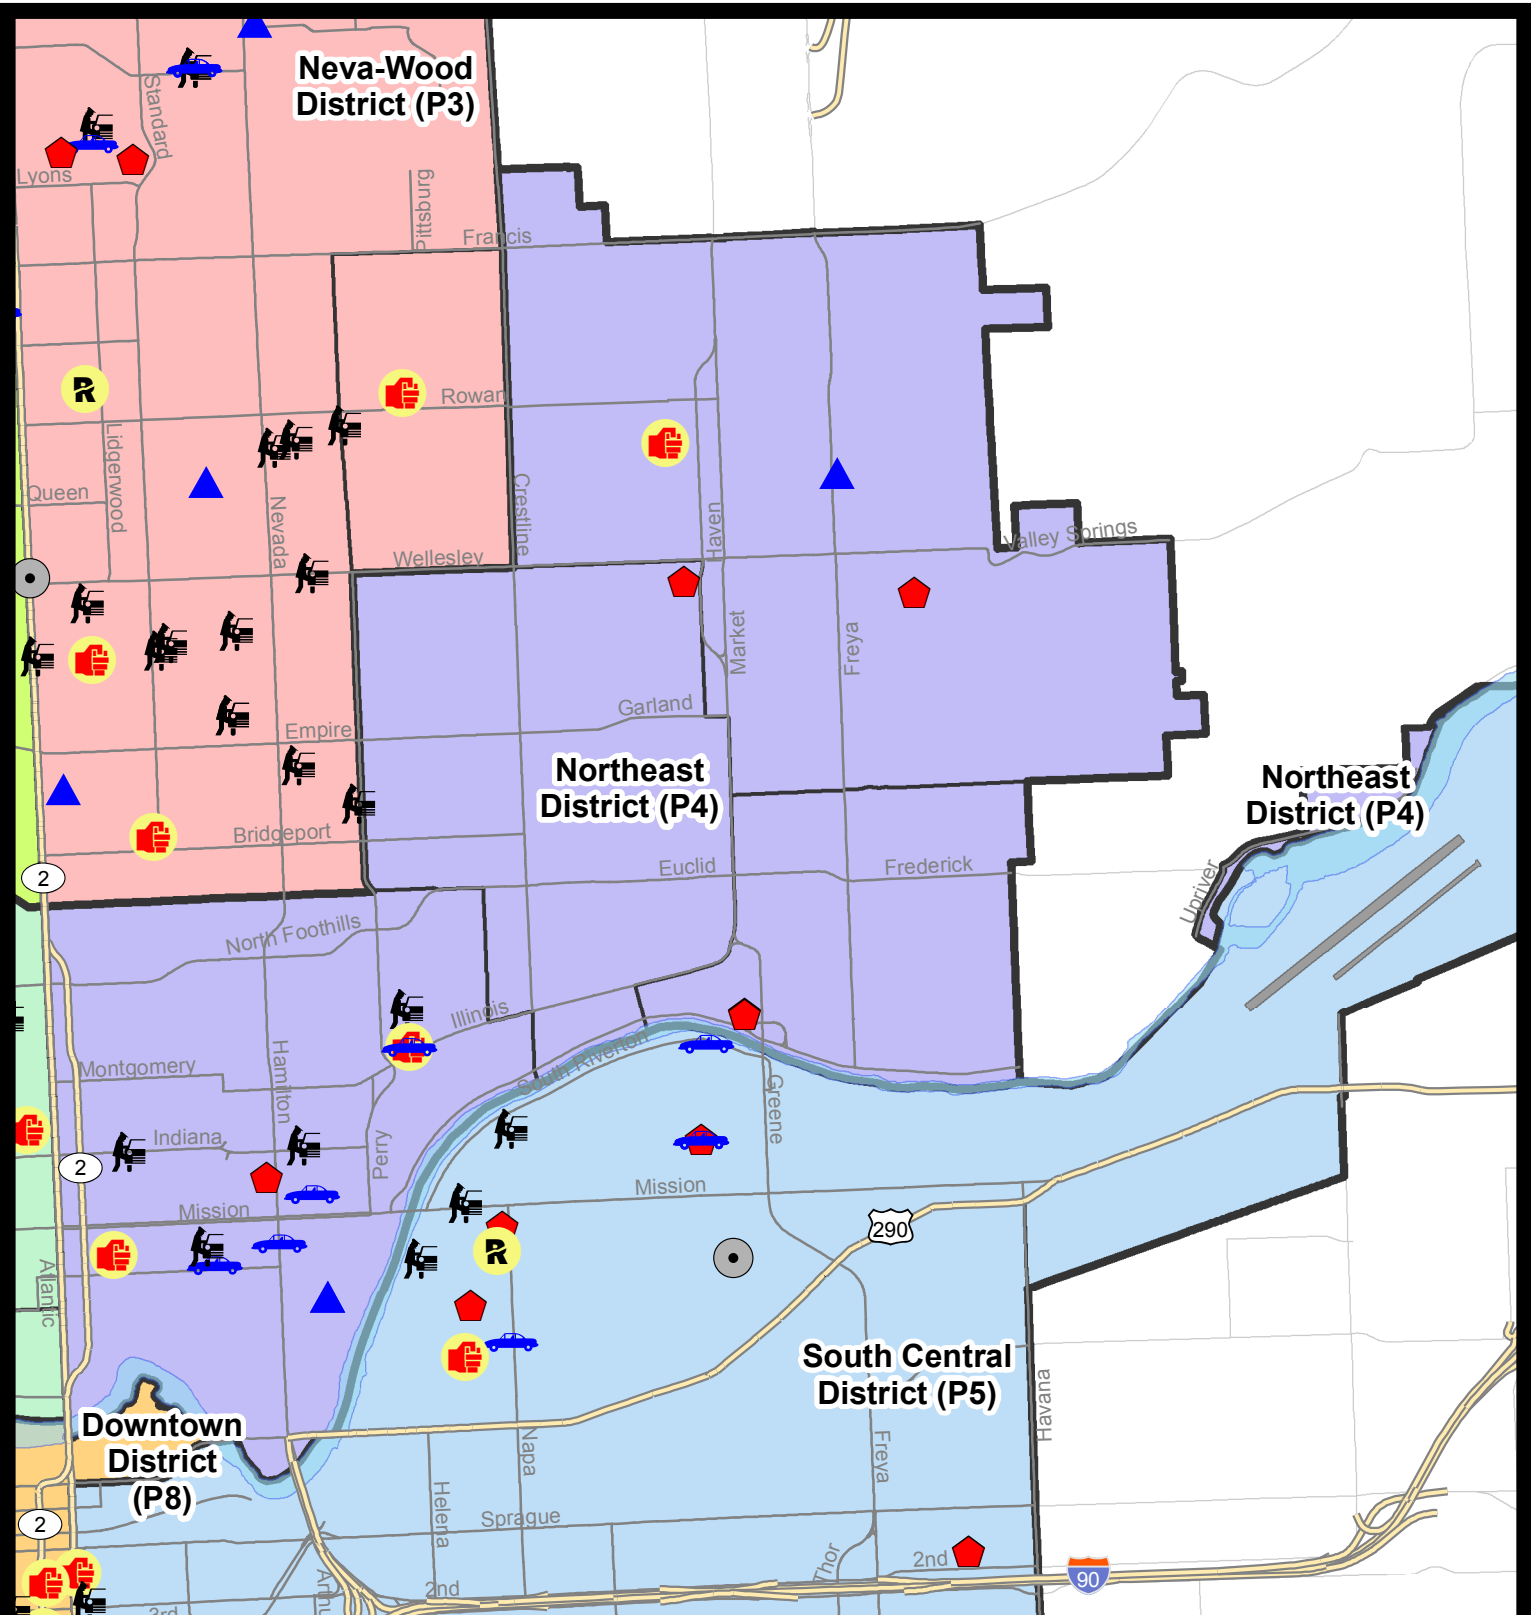 Neva-Wood
District (P3)
Standard
Lyons
Pittsburg
Francis
Rowan
Lidgerwood
Queen
Nevada
Crestline
Haven
Valley Springs
Wellesley
Market
Freya
Garland
Empire
Northeast
District (P4)
Northeast
District (P4)
Bridgeport
Euclid
Frederick
2
Upriver
North Foothills
Illinois
South Riverton
Montgomery
Hamilton
Greene
Indiana
Perry
2
Mission
Mission
290
Atlantic
South Central
District (P5)
Havana
Downtown
District
(P8)
Napa
Freya
Helena
Sprague
2
Thor
2nd
90
2nd
3rd